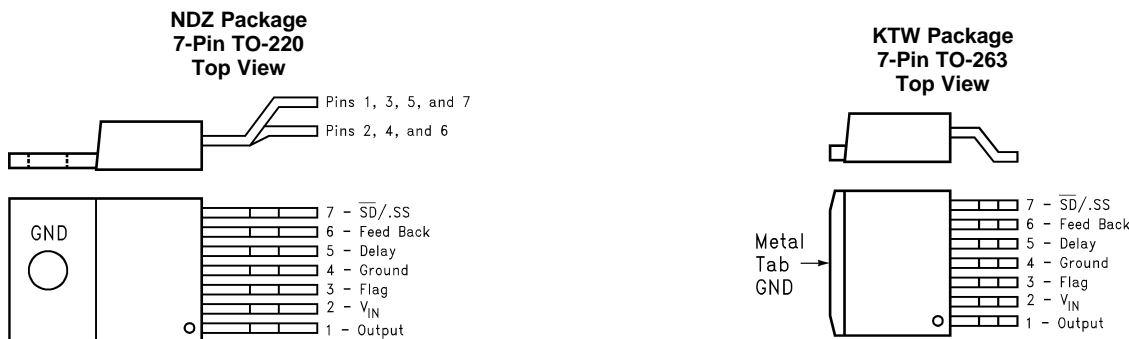 NDZ Package
7-Pin TO-220
Top View
Pins 1, 3, 5, and 7
Pins 2, 4, and 6
GND
7 - S̅D̅/.SS
6 - Feed Back
5 - Delay
4 - Ground
3 - Flag
2 - VIN
1 - Output
KTW Package
7-Pin TO-263
Top View
Metal
Tab
GND
7 - S̅D̅/.SS
6 - Feed Back
5 - Delay
4 - Ground
3 - Flag
2 - VIN
1 - Output